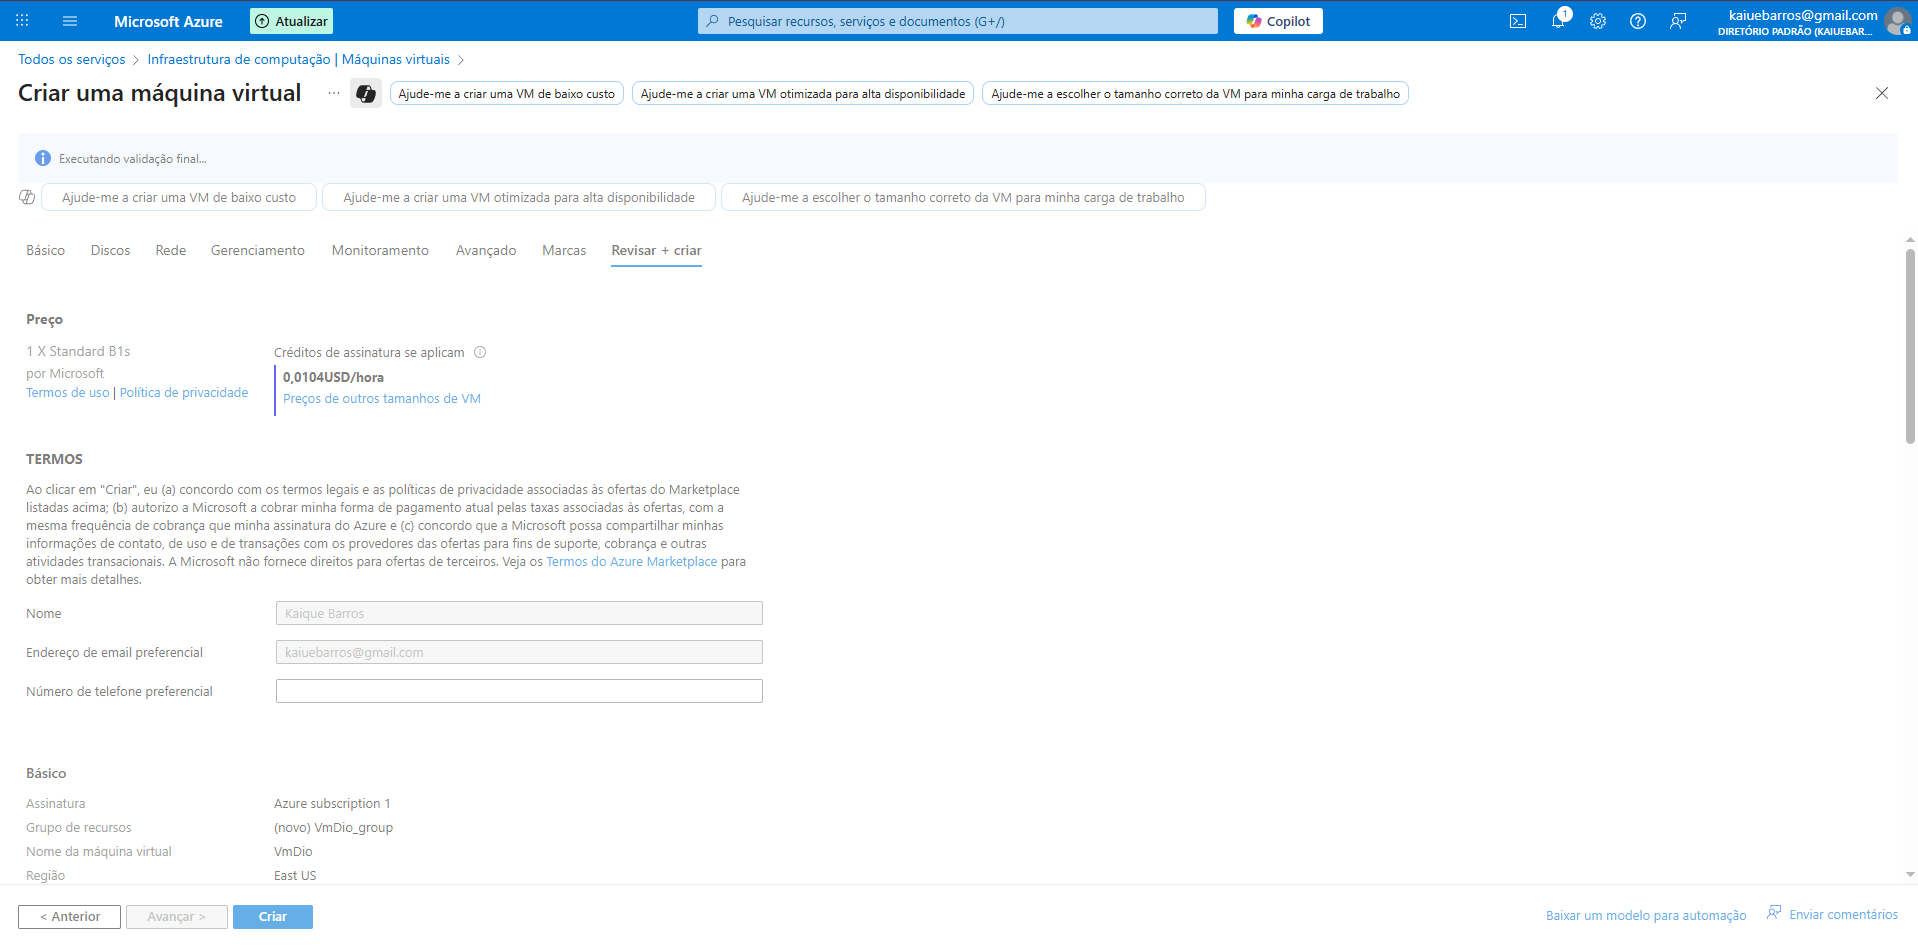 Microsoft Azure
Atualizar
Pesquisar recursos, serviços e documentos (G+/)
Copilot
1
kaiuebarros@gmail.com
DIRETÓRIO PADRÃO (KAIUEBAR...
Todos os serviços > Infraestrutura de computação | Máquinas virtuais >
Criar uma máquina virtual
...
Ajude-me a criar uma VM de baixo custo
Ajude-me a criar uma VM otimizada para alta disponibilidade
Ajude-me a escolher o tamanho correto da VM para minha carga de trabalho
Executando validação final...
Ajude-me a criar uma VM de baixo custo
Ajude-me a criar uma VM otimizada para alta disponibilidade
Ajude-me a escolher o tamanho correto da VM para minha carga de trabalho
Básico Discos Rede Gerenciamento Monitoramento Avançado Marcas Revisar + criar
Preço
1 X Standard B1s
por Microsoft
Termos de uso | Política de privacidade
Créditos de assinatura se aplicam
0,0104USD/hora
Preços de outros tamanhos de VM
TERMOS
Ao clicar em "Criar", eu (a) concordo com os termos legais e as políticas de privacidade associadas às ofertas do Marketplace
listadas acima; (b) autorizo a Microsoft a cobrar minha forma de pagamento atual pelas taxas associadas às ofertas, com a
mesma frequência de cobrança que minha assinatura do Azure e (c) concordo que a Microsoft possa compartilhar minhas
informações de contato, de uso e de transações com os provedores das ofertas para fins de suporte, cobrança e outras
atividades transacionais. A Microsoft não fornece direitos para ofertas de terceiros. Veja os Termos do Azure Marketplace para
obter mais detalhes.
Nome Kaique Barros
Endereço de email preferencial kaiuebarros@gmail.com
Número de telefone preferencial
Básico
Assinatura Azure subscription 1
Grupo de recursos (novo) VmDio_group
Nome da máquina virtual VmDio
Região East US
< Anterior
Avançar >
Criar
Baixar um modelo para automação
Enviar comentários